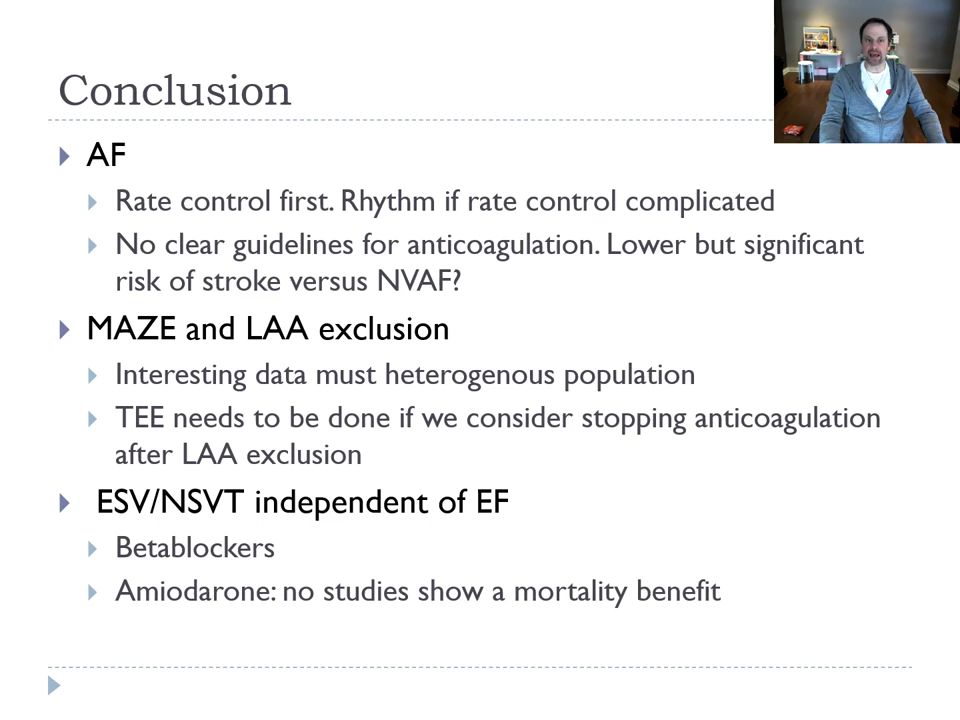 Conclusion
AF
Rate control first. Rhythm if rate control complicated
No clear guidelines for anticoagulation. Lower but significant
risk of stroke versus NVAF?
MAZE and LAA exclusion
Interesting data must heterogenous population
TEE needs to be done if we consider stopping anticoagulation
after LAA exclusion
ESV/NSVT independent of EF
Betablockers
Amiodarone: no studies show a mortality benefit